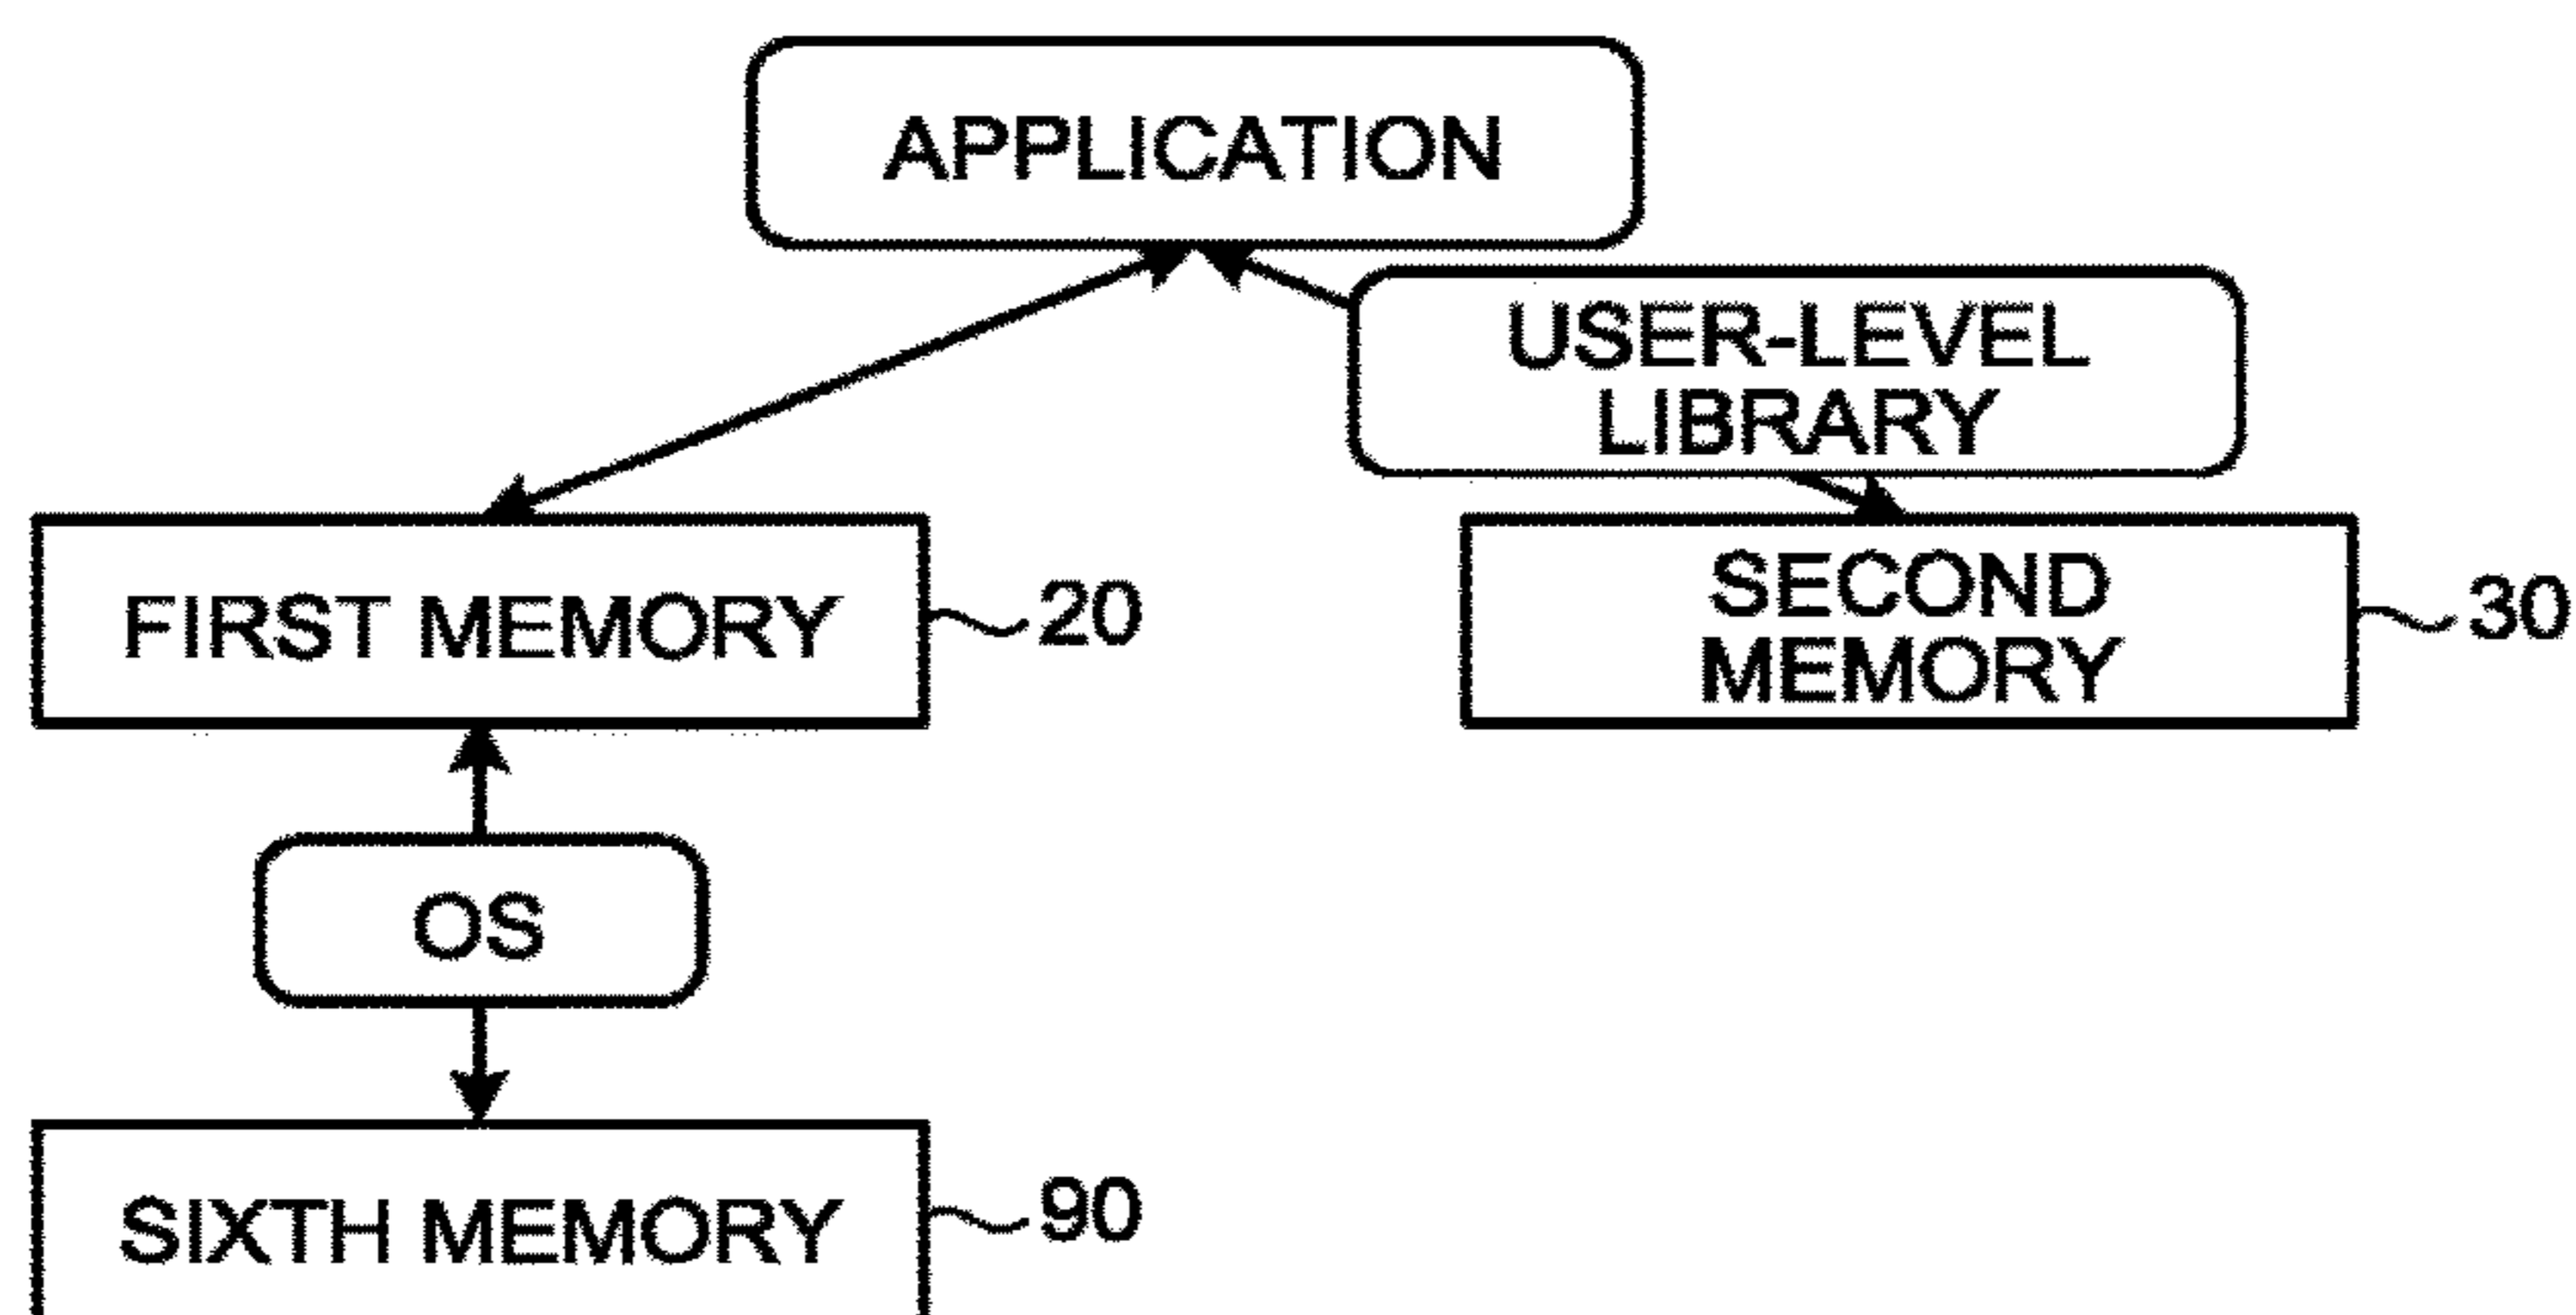 APPLICATION
USER-LEVEL
LIBRARY
FIRST MEMORY
20
SECOND
MEMORY
30
OS
SIXTH MEMORY
90